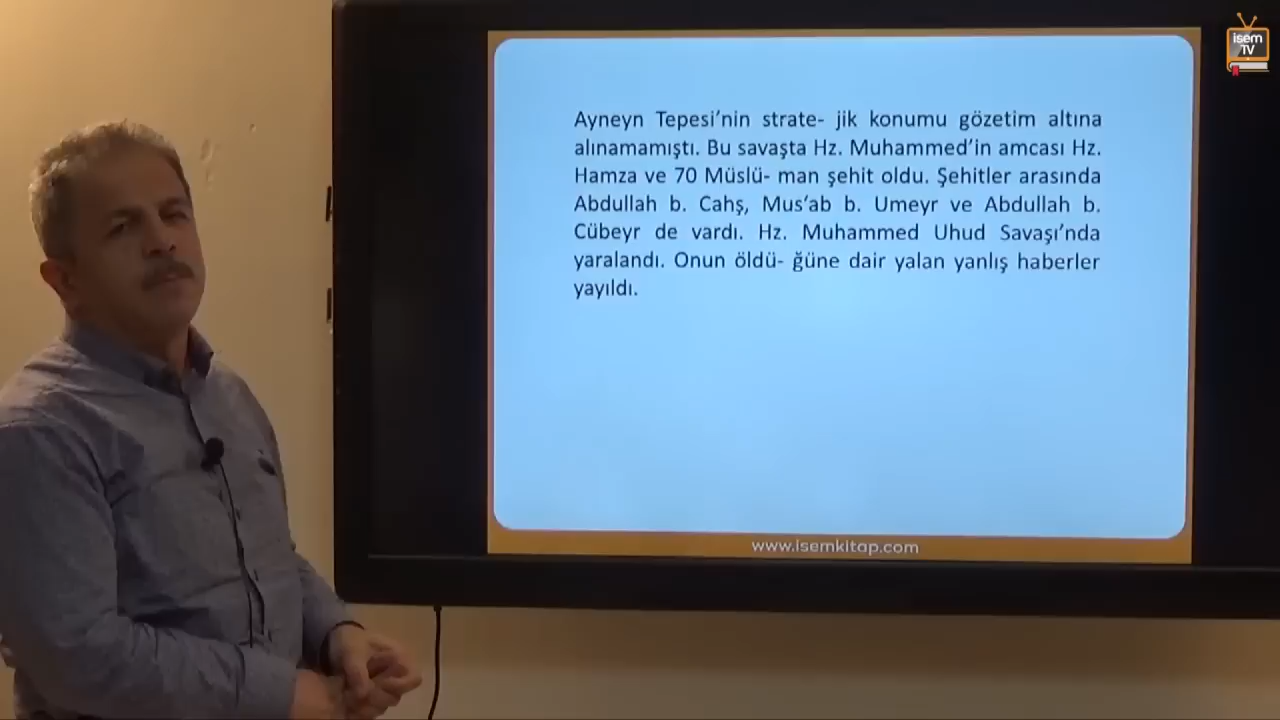 isem
TV
Ayneyn Tepesi’nin strate- jik konumu gözetim altına
alınamamıştı. Bu savaşta Hz. Muhammed’in amcası Hz.
Hamza ve 70 Müslü- man şehit oldu. Şehitler arasında
Abdullah b. Cahş, Mus‘ab b. Umeyr ve Abdullah b.
Cübeyr de vardı. Hz. Muhammed Uhud Savaşı’nda
yaralandı. Onun öldü- ğüne dair yalan yanlış haberler
yayıldı.
www.isemkitap.com